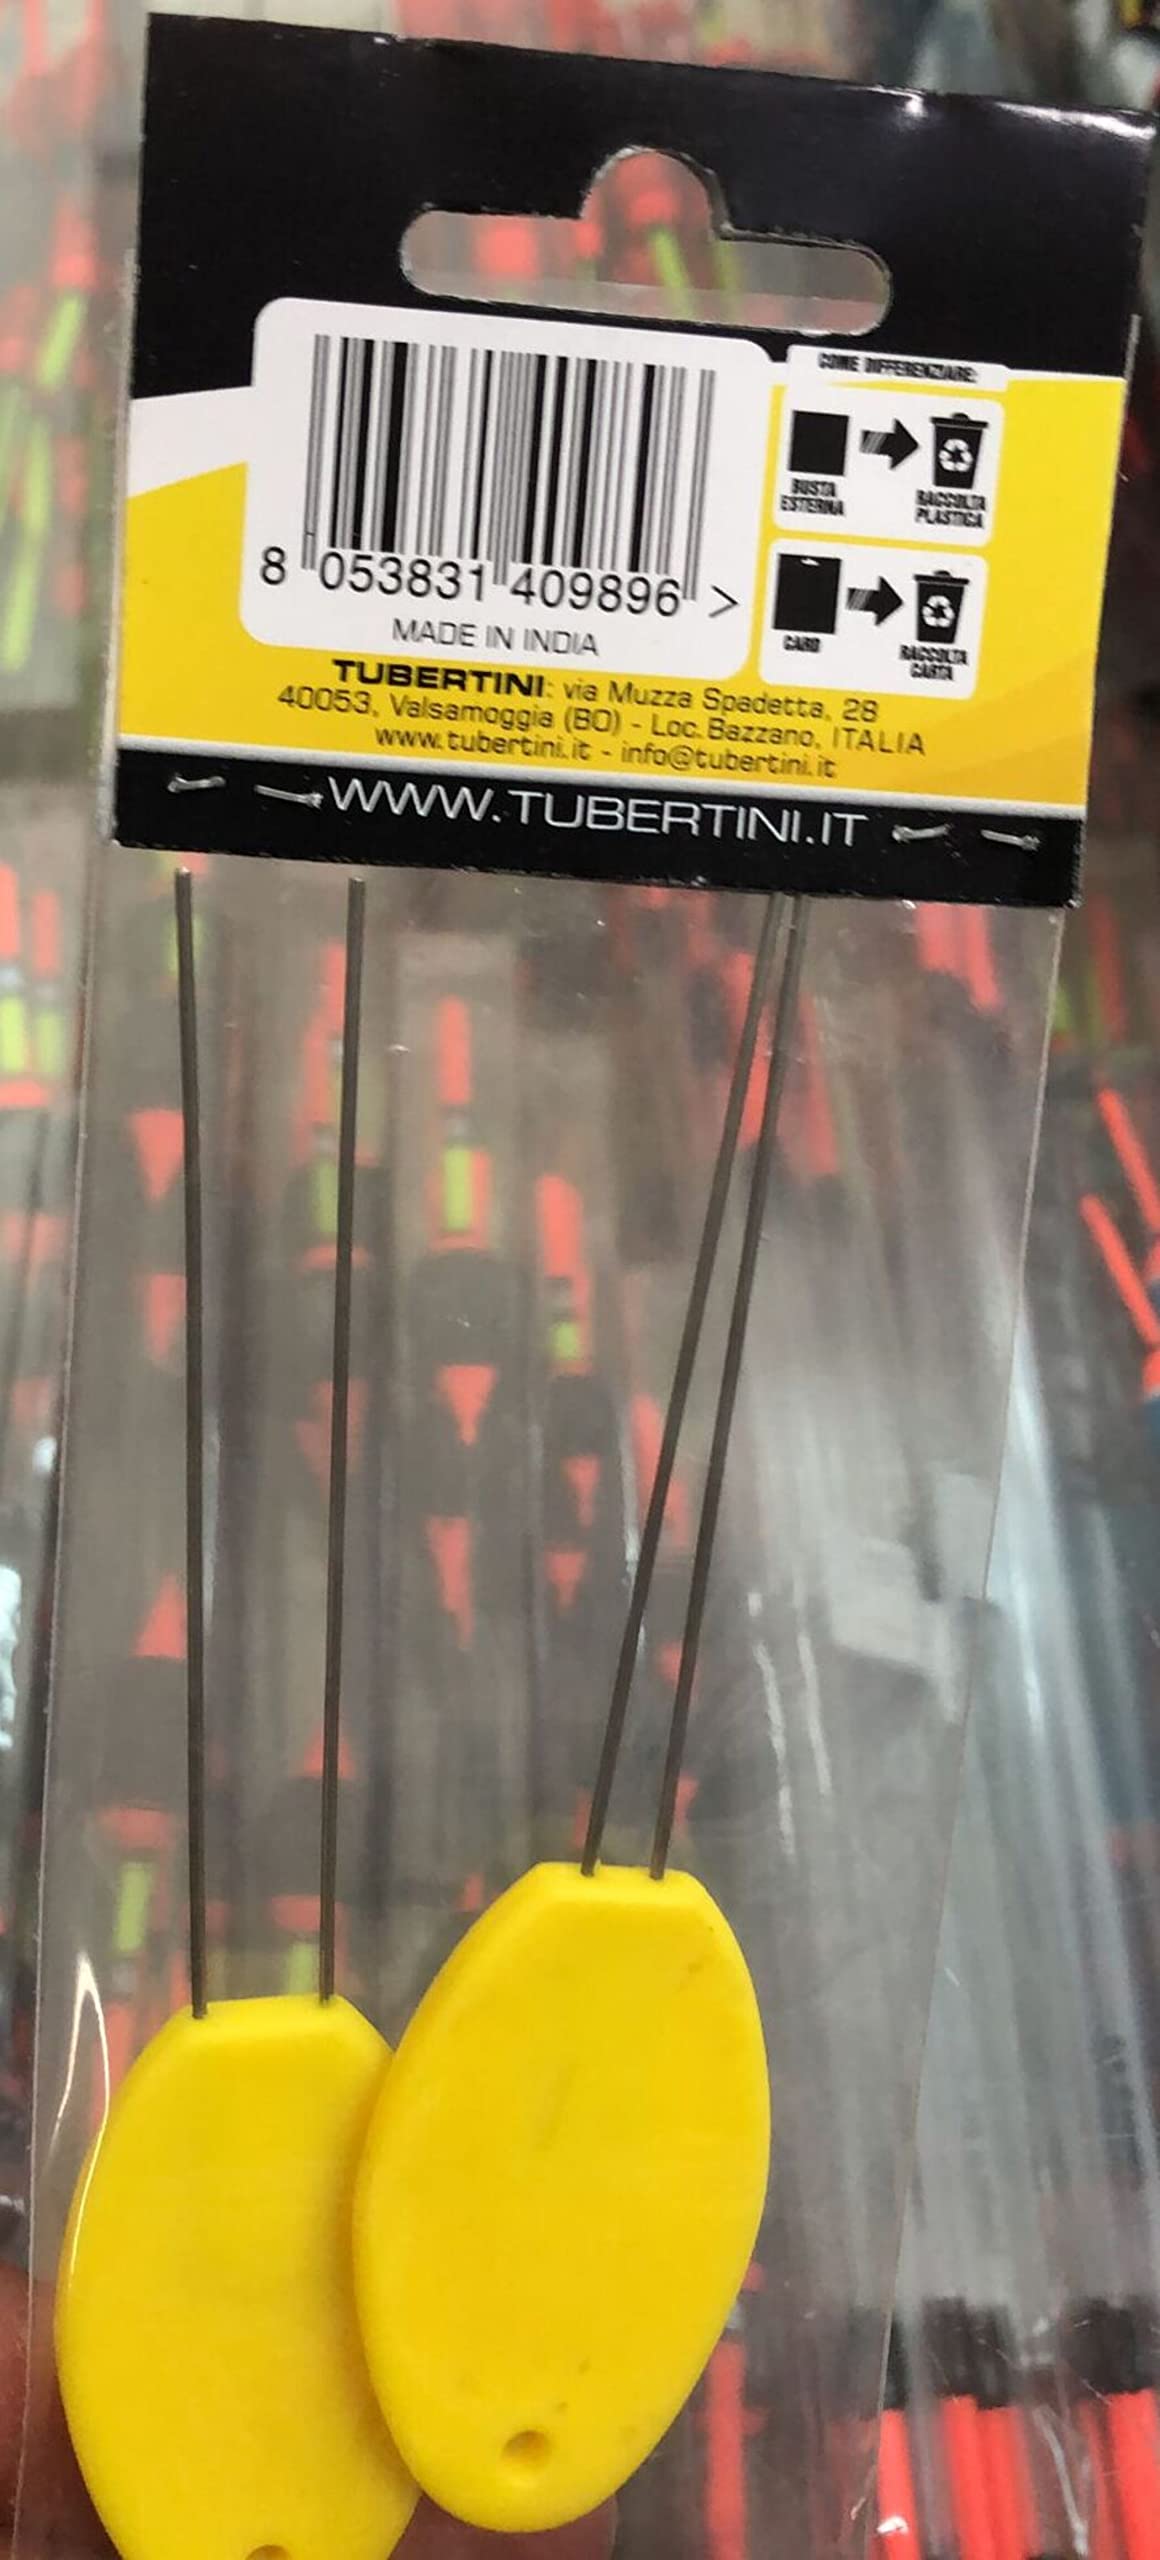 COME DIFFERENZIARE:
BUSTA
ESTERNA
RACCOLTA
PLASTICA
CARD
RACCOLTA
CARTA
8 053831 409896 >
MADE IN INDIA
TUBERTINI: via Muzza Spadetta, 28
40053, Valsamoggia (BO) - Loc. Bazzano, ITALIA
www.tubertini.it - info@tubertini.it
WWW.TUBERTINI.IT